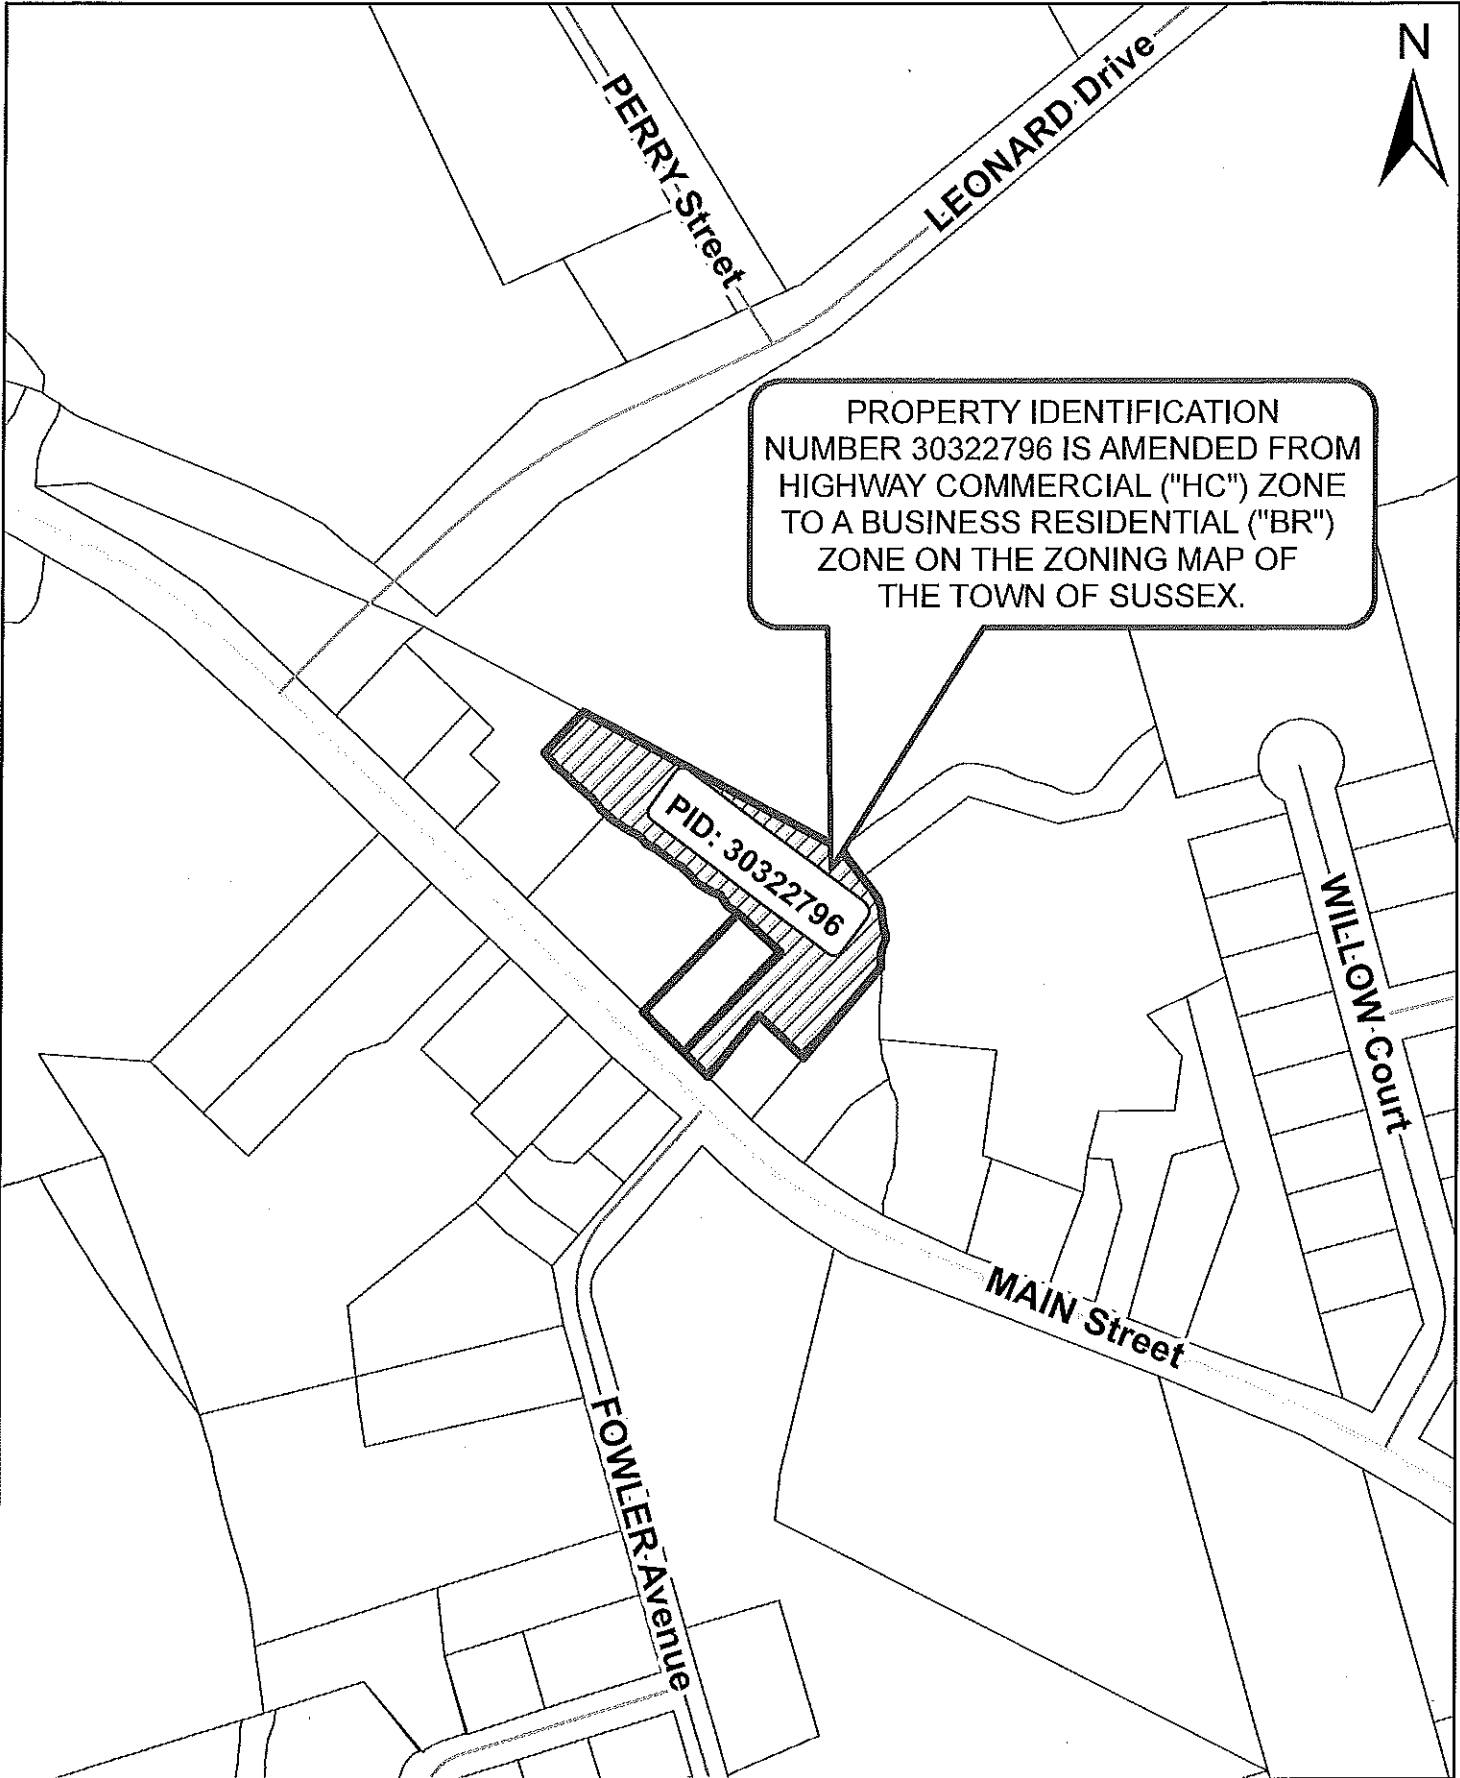 N
PERRY Street
LEONARD Drive
PROPERTY IDENTIFICATION
NUMBER 30322796 IS AMENDED FROM
HIGHWAY COMMERCIAL ("HC") ZONE
TO A BUSINESS RESIDENTIAL ("BR")
ZONE ON THE ZONING MAP OF
THE TOWN OF SUSSEX.
PID: 30322796
WILLOW Court
MAIN Street
FOWLER Avenue